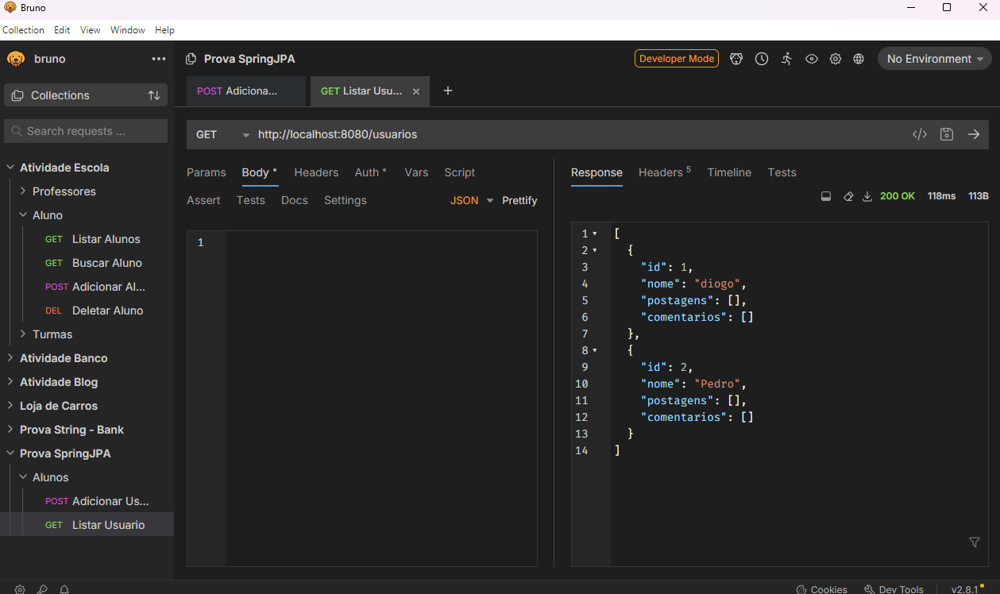 Bruno
Collection Edit View Window Help
bruno
Prova SpringJPA
Developer Mode
No Environment
Collections
POST Adiciona...
GET Listar Usu...
Search requests ...
GET
http://localhost:8080/usuarios
Atividade Escola
Professores
Aluno
GET Listar Alunos
GET Buscar Aluno
POST Adicionar Al...
DEL Deletar Aluno
Turmas
Atividade Banco
Atividade Blog
Loja de Carros
Prova String - Bank
Prova SpringJPA
Alunos
POST Adicionar Us...
GET Listar Usuario
Params Body Headers Auth Vars Script
Assert Tests Docs Settings
JSON Prettify
1
Response Headers 5 Timeline Tests
200 OK 118ms 113B
1 [
2 {
3 "id": 1,
4 "nome": "diogo",
5 "postagens": [],
6 "comentarios": []
7 },
8 {
9 "id": 2,
10 "nome": "Pedro",
11 "postagens": [],
12 "comentarios": []
13 }
14 ]
Cookies Dev Tools v2.8.1